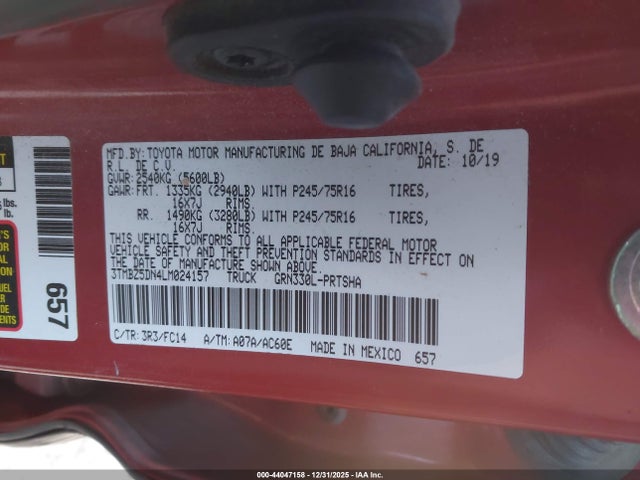 MFD.BY:TOYOTA MOTOR MANUFACTURING DE BAJA CALIFORNIA, S. DE
R.L. DE C.V. DATE: 10/19
GVWR:2540KG (5600LB)
GAWR:FRT. 1335KG (2940LB) WITH P245/75R16 TIRES,
16X7J RIMS.
RR. 1490KG (3280LB) WITH P245/75R16 TIRES,
16X7J RIMS.
THIS VEHICLE CONFORMS TO ALL APPLICABLE FEDERAL MOTOR
VEHICLE SAFETY AND THEFT PREVENTION STANDARDS IN EFFECT ON
THE DATE OF MANUFACTURE SHOWN ABOVE.
3TMBZ5DN4LM024157 TRUCK GRN330L-PRTSHA
C/TR:3R3/FC14 A/TM:A07A/AC60E MADE IN MEXICO 657
657
lb.
000-44047158 - 12/31/2025 - IAA Inc.